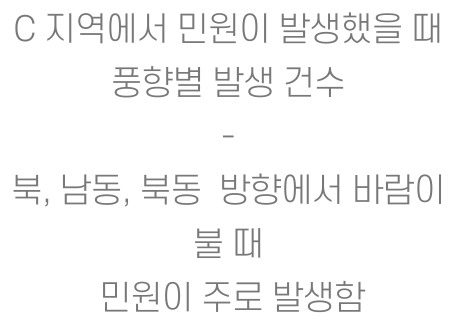 C 지역에서 민원이 발생했을 때
풍향별 발생 건수
-
북, 남동, 북동 방향에서 바람이
불 때
민원이 주로 발생함